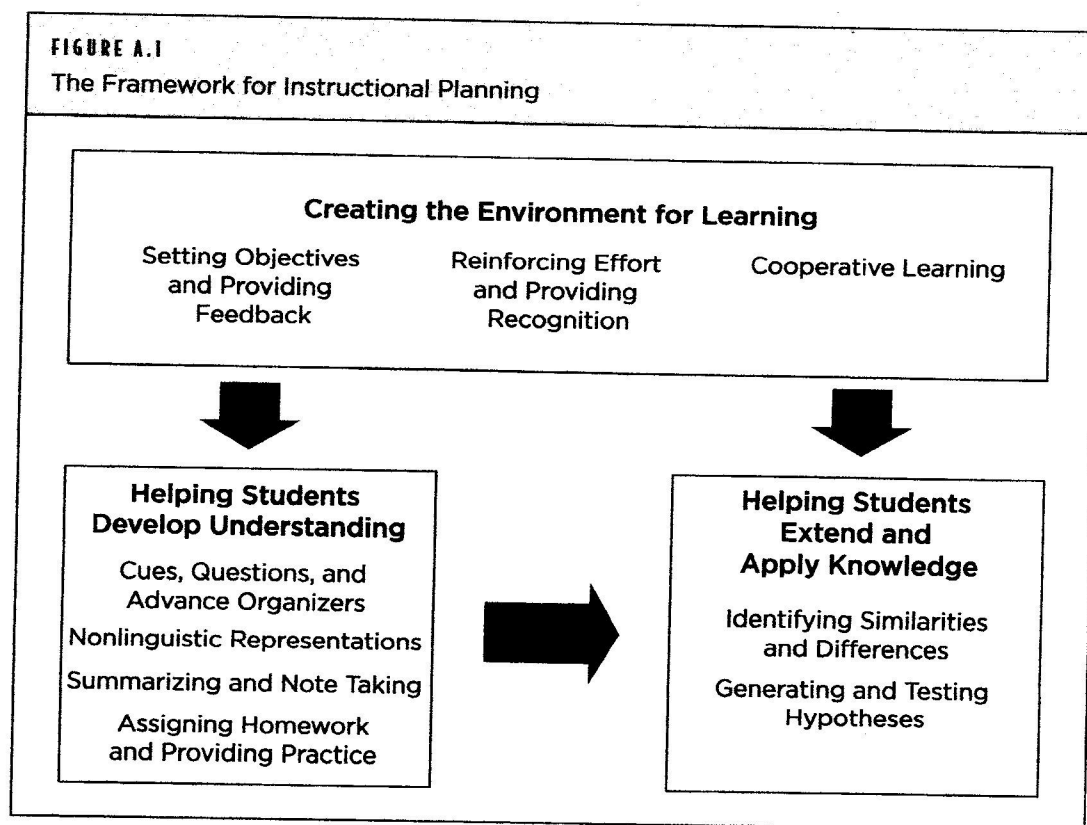 FIGURE A.1
The Framework for Instructional Planning
Creating the Environment for Learning
Setting Objectives
and Providing
Feedback
Reinforcing Effort
and Providing
Recognition
Cooperative Learning
Helping Students
Develop Understanding
Cues, Questions, and
Advance Organizers
Nonlinguistic Representations
Summarizing and Note Taking
Assigning Homework
and Providing Practice
Helping Students
Extend and
Apply Knowledge
Identifying Similarities
and Differences
Generating and Testing
Hypotheses